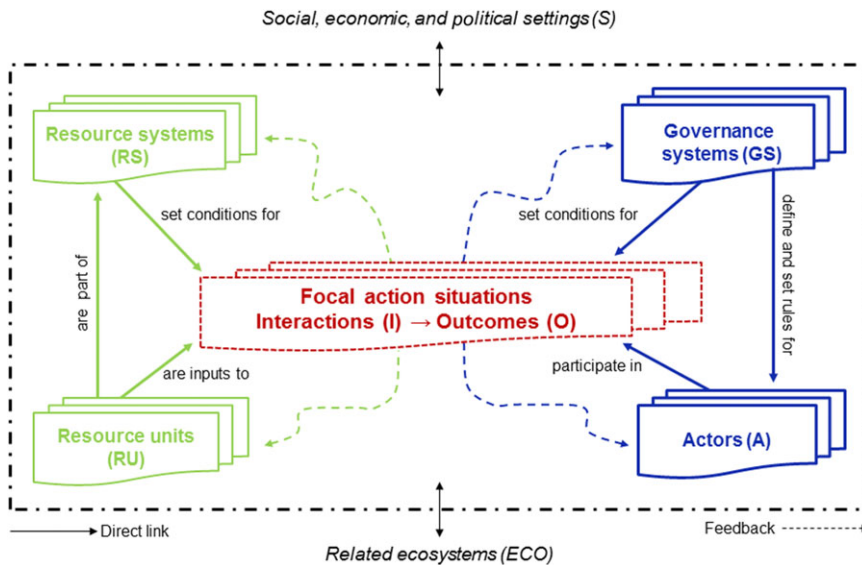 Social, economic, and political settings (S)
Resource systems
(RS)
Governance
systems (GS)
set conditions for
set conditions for
are part of
define and set rules for
Focal action situations
Interactions (I) → Outcomes (O)
are inputs to
participate in
Resource units
(RU)
Actors (A)
Direct link
Feedback
Related ecosystems (ECO)